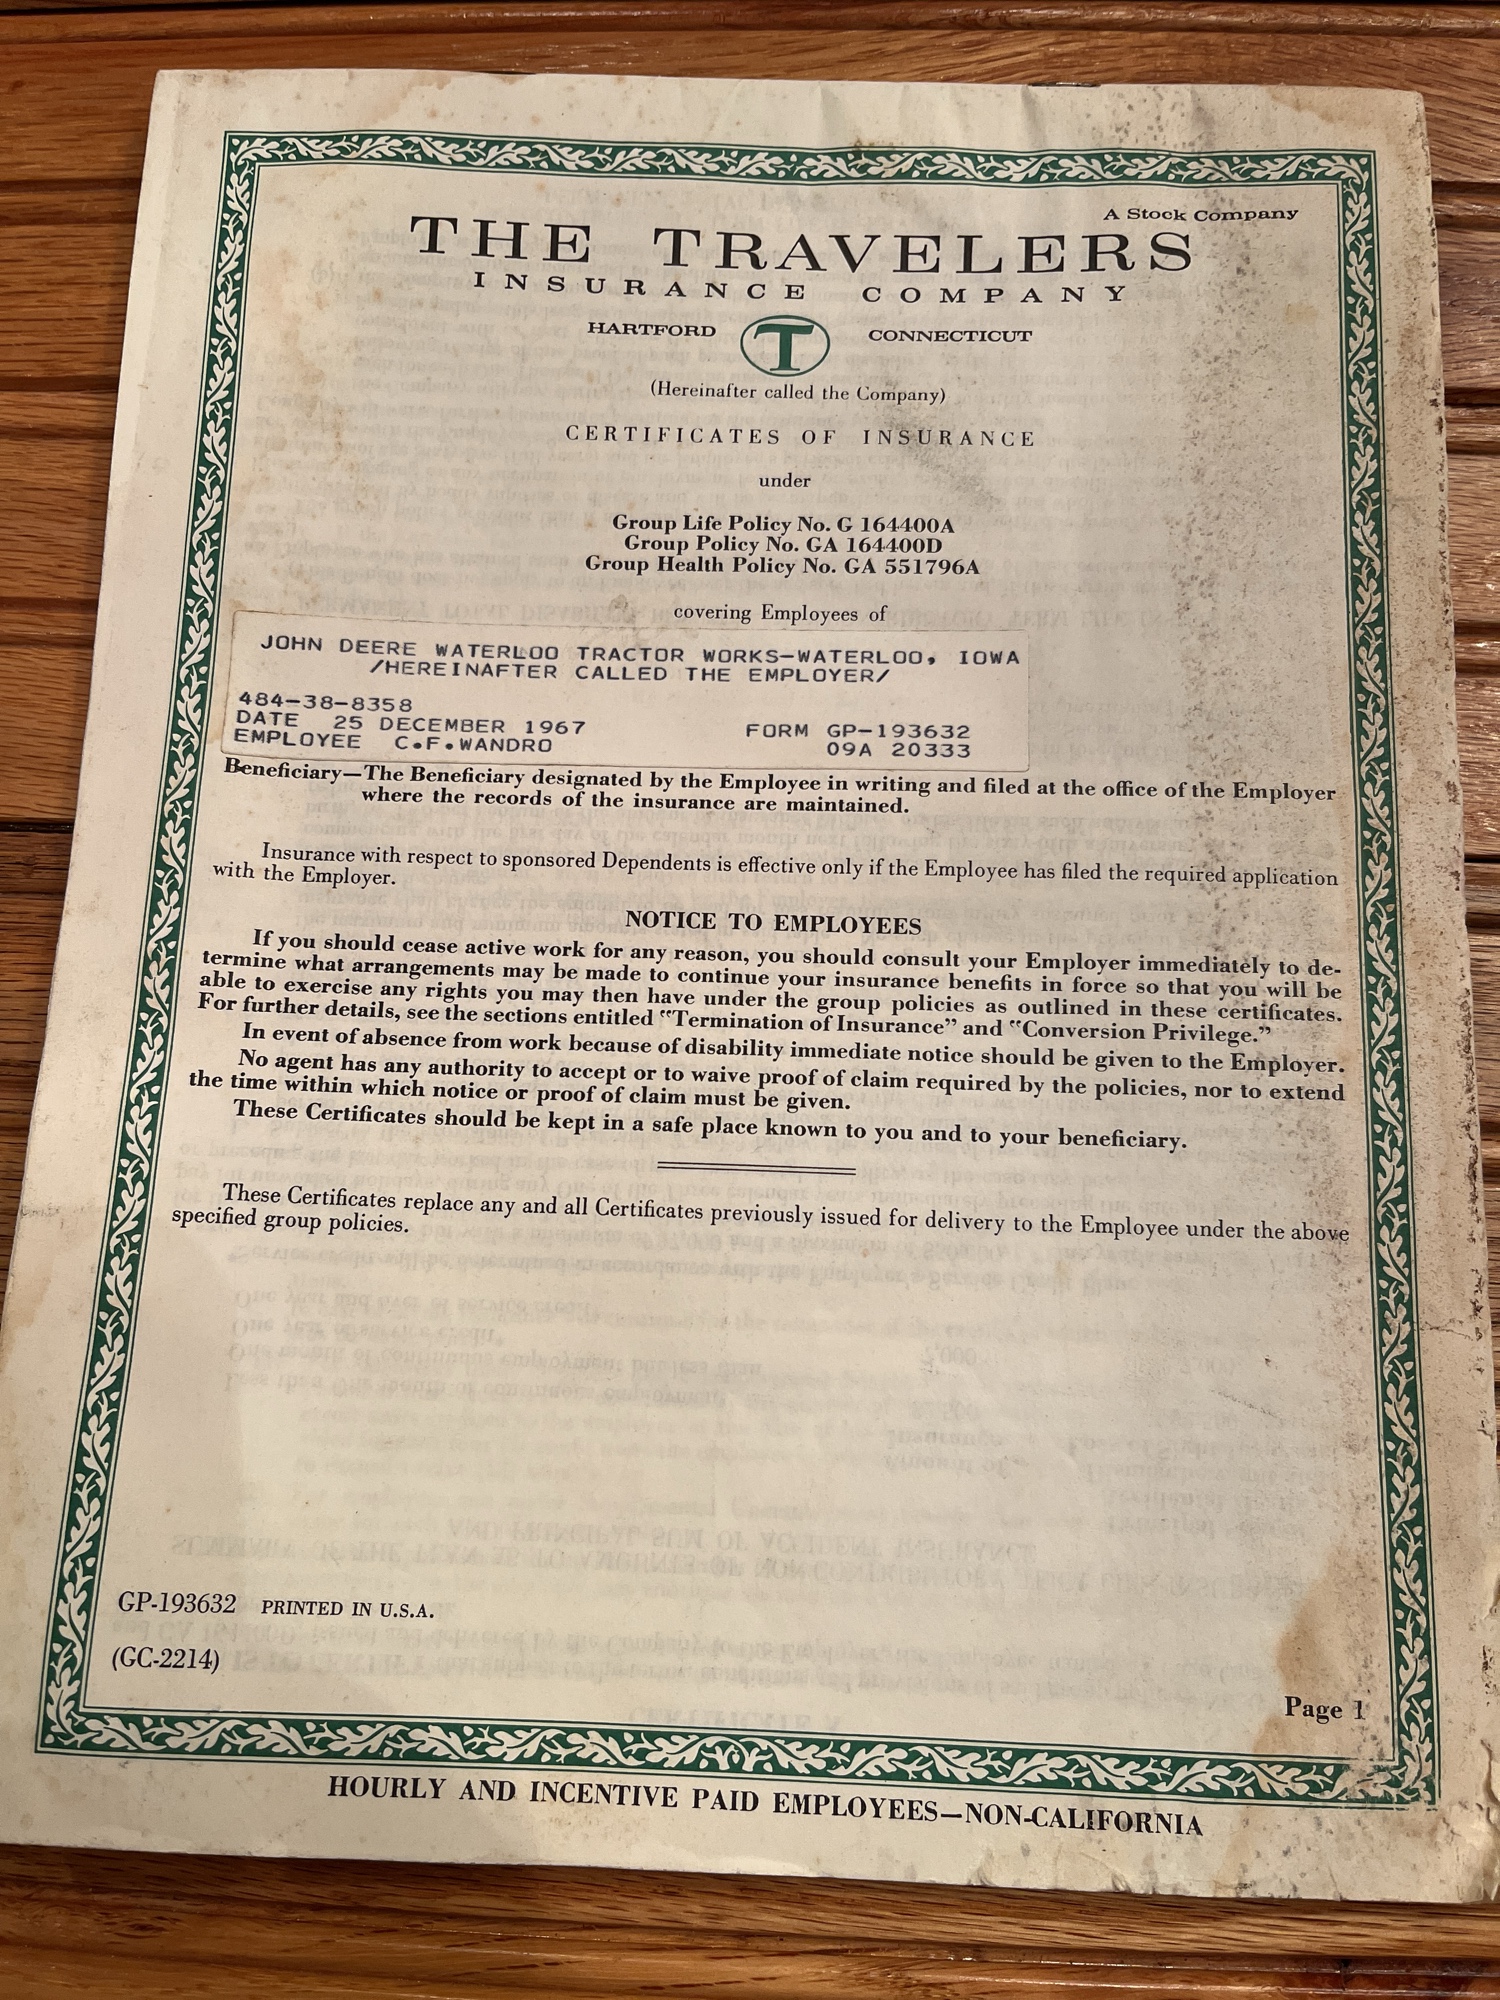 A Stock Company
THE TRAVELERS
INSURANCE COMPANY
HARTFORD T CONNECTICUT
(Hereinafter called the Company)
CERTIFICATES OF INSURANCE
under
Group Life Policy No. G 164400A
Group Policy No. GA 164400D
Group Health Policy No. GA 551796A
covering Employees of
JOHN DEERE WATERLOO TRACTOR WORKS-WATERLOO, IOWA
/HEREINAFTER CALLED THE EMPLOYER/
484-38-8358
DATE 25 DECEMBER 1967 FORM GP-193632
EMPLOYEE C.F.WANDRO 09A 20333
Beneficiary—The Beneficiary designated by the Employee in writing and filed at the office of the Employer
where the records of the insurance are maintained.
Insurance with respect to sponsored Dependents is effective only if the Employee has filed the required application
with the Employer.
NOTICE TO EMPLOYEES
If you should cease active work for any reason, you should consult your Employer immediately to de-
termine what arrangements may be made to continue your insurance benefits in force so that you will be
able to exercise any rights you may then have under the group policies as outlined in these certificates.
For further details, see the sections entitled “Termination of Insurance” and “Conversion Privilege.”
In event of absence from work because of disability immediate notice should be given to the Employer.
No agent has any authority to accept or to waive proof of claim required by the policies, nor to extend
the time within which notice or proof of claim must be given.
These Certificates should be kept in a safe place known to you and to your beneficiary.
These Certificates replace any and all Certificates previously issued for delivery to the Employee under the above
specified group policies.
GP-193632 PRINTED IN U.S.A.
(GC-2214)
Page 1
HOURLY AND INCENTIVE PAID EMPLOYEES—NON-CALIFORNIA